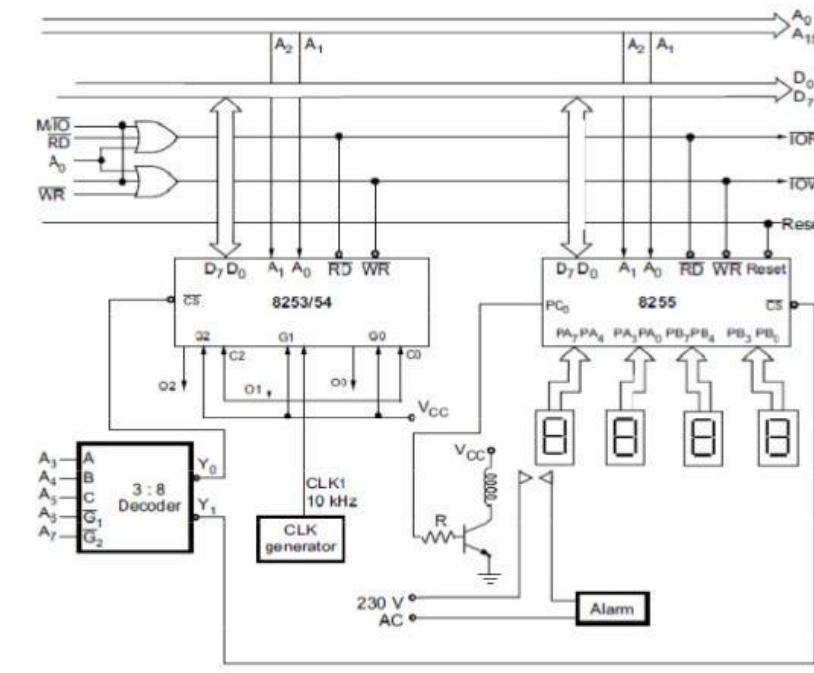 A0
A15
A2 A1
A2 A1
D0
D7
M/IO
RD
A0
WR
IOR
IOW
Rese
D7 D0 A1 A0 RD WR
CS
8253/54
G2 G1 G0
C2 C0
O2 O1 O0
D7 D0 A1 A0 RD WR Reset
PC0
8255
CS
PA7 PA4 PA3 PA0 PB7 PB4 PB3 PB0
VCC
A3 A
A4 B
A5 C
A6 G1
A7 G2
3 : 8
Decoder
Y0
Y1
CLK1
10 kHz
CLK
generator
VCC
R
230 V
AC
Alarm